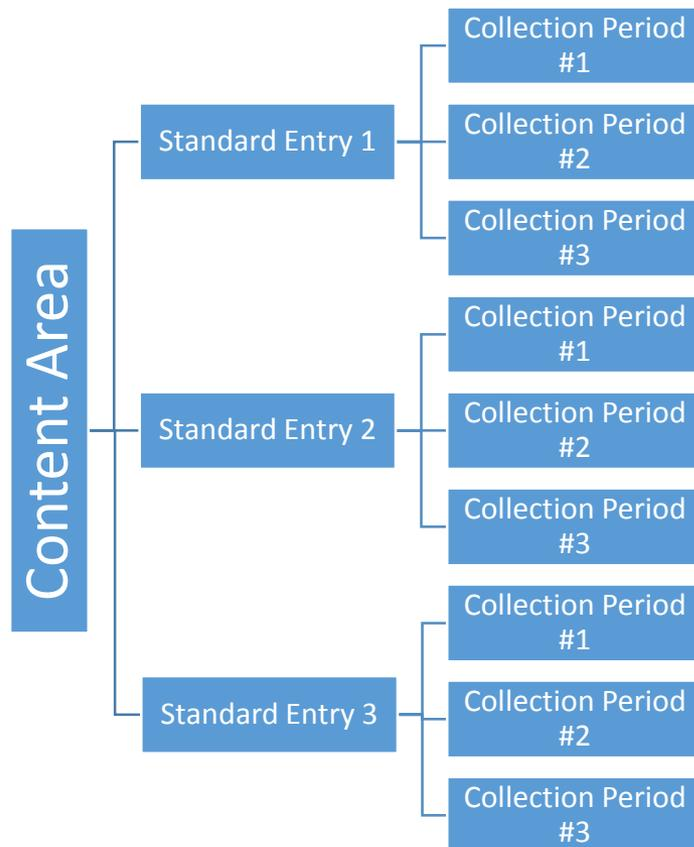 Content Area
Standard Entry 1
Collection Period
#1
Collection Period
#2
Collection Period
#3
Standard Entry 2
Collection Period
#1
Collection Period
#2
Collection Period
#3
Standard Entry 3
Collection Period
#1
Collection Period
#2
Collection Period
#3